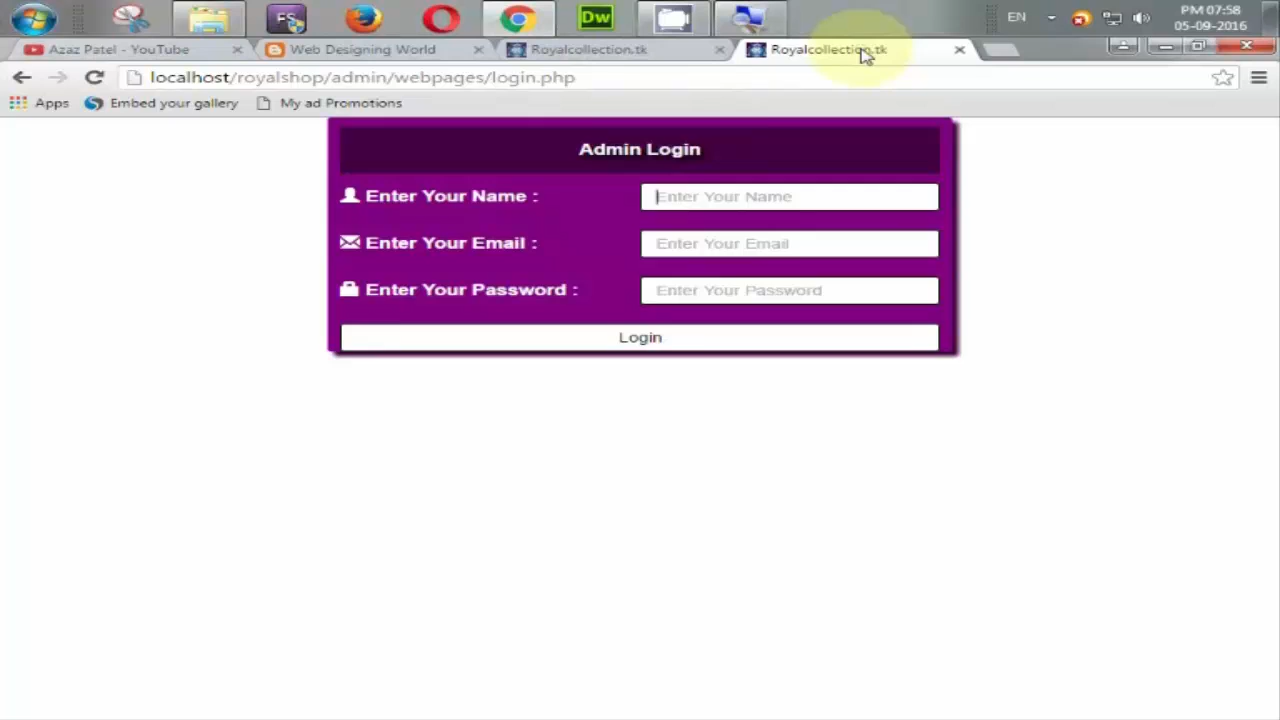 EN
PM 07:58
05-09-2016
FS
Dw
Azaz Patel - YouTube
Web Designing World
Royalcollection.tk
Royalcollection.tk
localhost/royalshop/admin/webpages/login.php
Apps
Embed your gallery
My ad Promotions
Admin Login
Enter Your Name :
Enter Your Name
Enter Your Email :
Enter Your Email
Enter Your Password :
Enter Your Password
Login